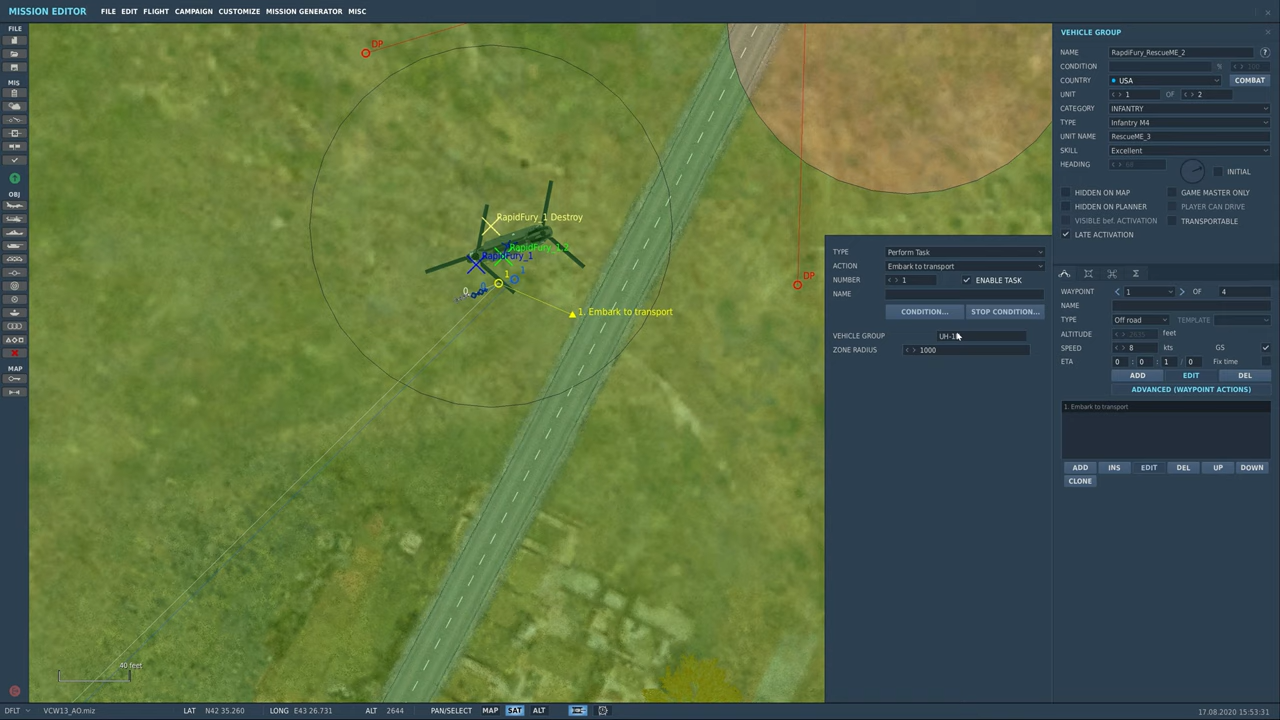 MISSION EDITOR
FILE EDIT FLIGHT CAMPAIGN CUSTOMIZE MISSION GENERATOR MISC
FILE
MIS
OBJ
MAP
DP
RapidFury_1 Destroy
RapidFury_1
0
1
1
1. Embark to transport
DP
40 feet
TYPE Perform Task
ACTION Embark to transport
NUMBER < > 1 ENABLE TASK
NAME
CONDITION... STOP CONDITION...
VEHICLE GROUP
ZONE RADIUS < > 1000
VEHICLE GROUP
NAME RapdiFury_RescueME_2 ?
CONDITION % < > 100
COUNTRY USA COMBAT
UNIT < > 1 OF < > 2
CATEGORY INFANTRY
TYPE Infantry M4
UNIT NAME RescueME_3
SKILL Excellent
HEADING INITIAL
HIDDEN ON MAP GAME MASTER ONLY
HIDDEN ON PLANNER PLAYER CAN DRIVE
VISIBLE bef. ACTIVATION TRANSPORTABLE
LATE ACTIVATION
WAYPOINT < 1 > OF 4
NAME
TYPE Off road TEMPLATE
ALTITUDE feet
SPEED < > 8 kts GS
ETA 0 : 0 : 1 / 0 Fix time
ADD EDIT DEL
ADVANCED (WAYPOINT ACTIONS)
1. Embark to transport
ADD INS EDIT DEL UP DOWN
CLONE
DFLT VCW13_AO.miz LAT N42 35.260 LONG E43 26.731 ALT 2644 PAN/SELECT MAP SAT ALT 17.08.2020 15:53:31